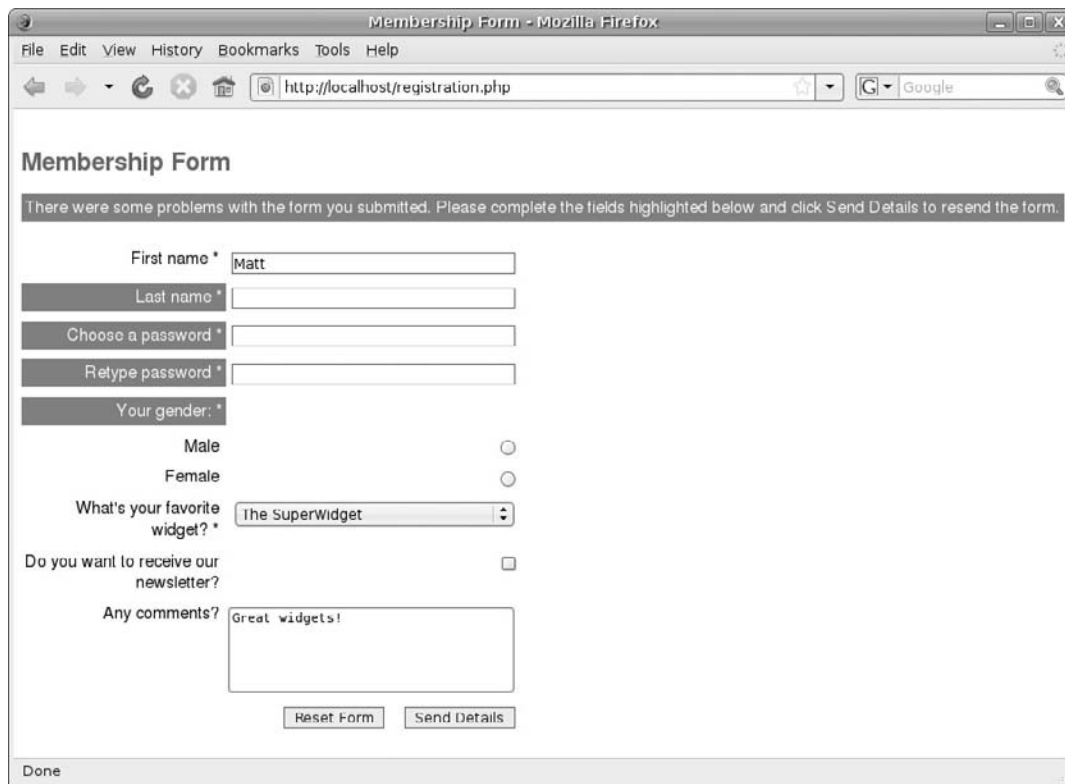 Membership Form - Mozilla Firefox
File Edit View History Bookmarks Tools Help
http://localhost/registration.php
G Google
Membership Form
There were some problems with the form you submitted. Please complete the fields highlighted below and click Send Details to resend the form.
First name * Matt
Last name *
Choose a password *
Retype password *
Your gender: *
Male
Female
What's your favorite
widget? * The SuperWidget
Do you want to receive our
newsletter?
Any comments? Great widgets!
Reset Form Send Details
Done